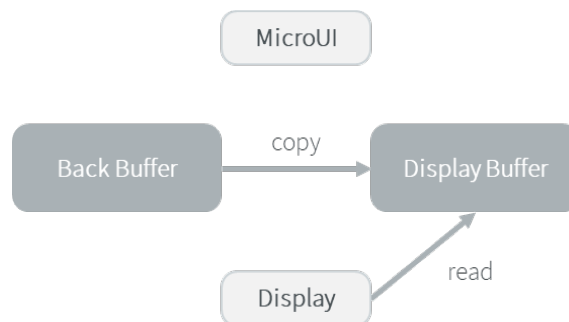 MicroUI
copy
Back Buffer
Display Buffer
read
Display